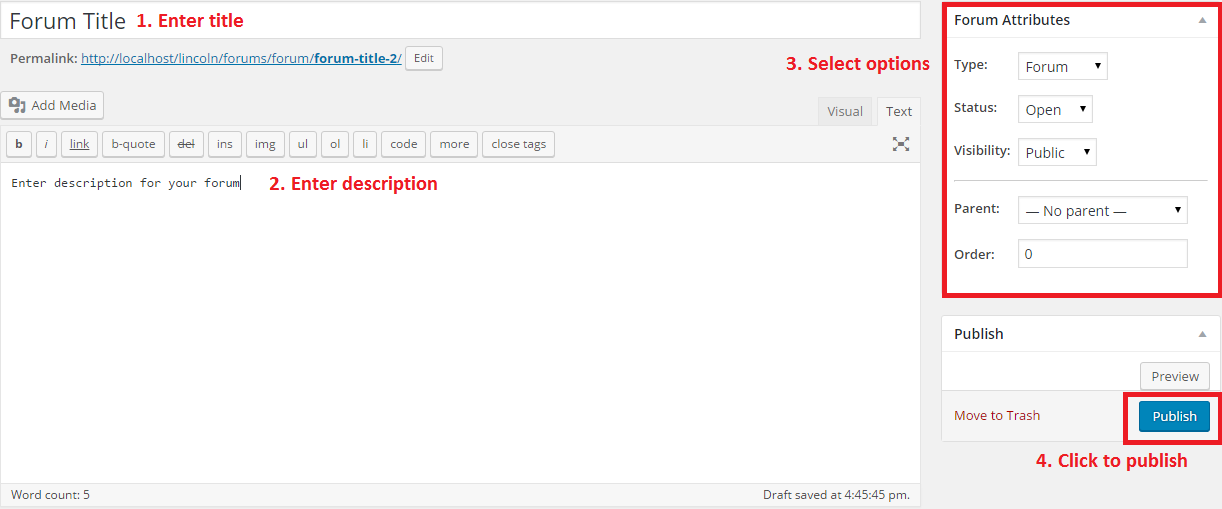 Forum Title 1. Enter title
Permalink: http://localhost/lincoln/forums/forum/forum-title-2/ Edit
Add Media
Visual Text
b i link b-quote del ins img ul ol li code more close tags
Enter description for your forum 2. Enter description
Word count: 5 Draft saved at 4:45:45 pm.
3. Select options
Forum Attributes
Type: Forum
Status: Open
Visibility: Public
Parent: — No parent —
Order: 0
Publish
Preview
Move to Trash Publish
4. Click to publish